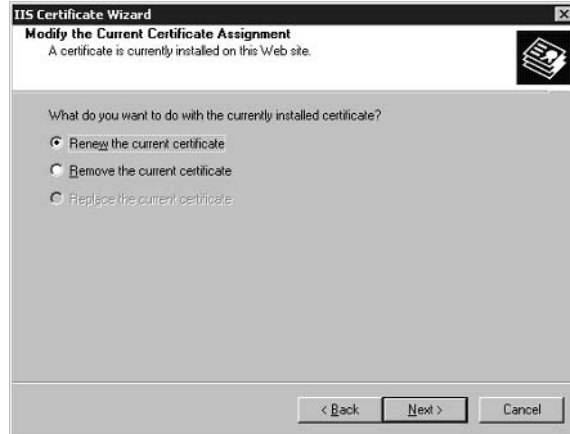 IIS Certificate Wizard
Modify the Current Certificate Assignment
A certificate is currently installed on this Web site.
What do you want to do with the currently installed certificate?
Renew the current certificate
Remove the current certificate
Replace the current certificate
< Back Next > Cancel